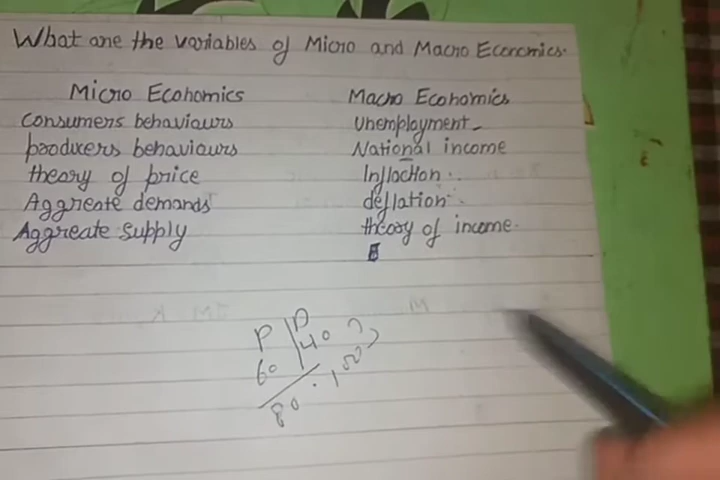 What are the variables of Micro and Macro Economics.
Micro Economics
Consumers behaviours
producers behaviours
theory of price
Aggreate demands
Aggreate supply
Macro Economics
Unemployment
National income
Inflaction
deflation
theory of income
P | D
60 | 40
80 . 100